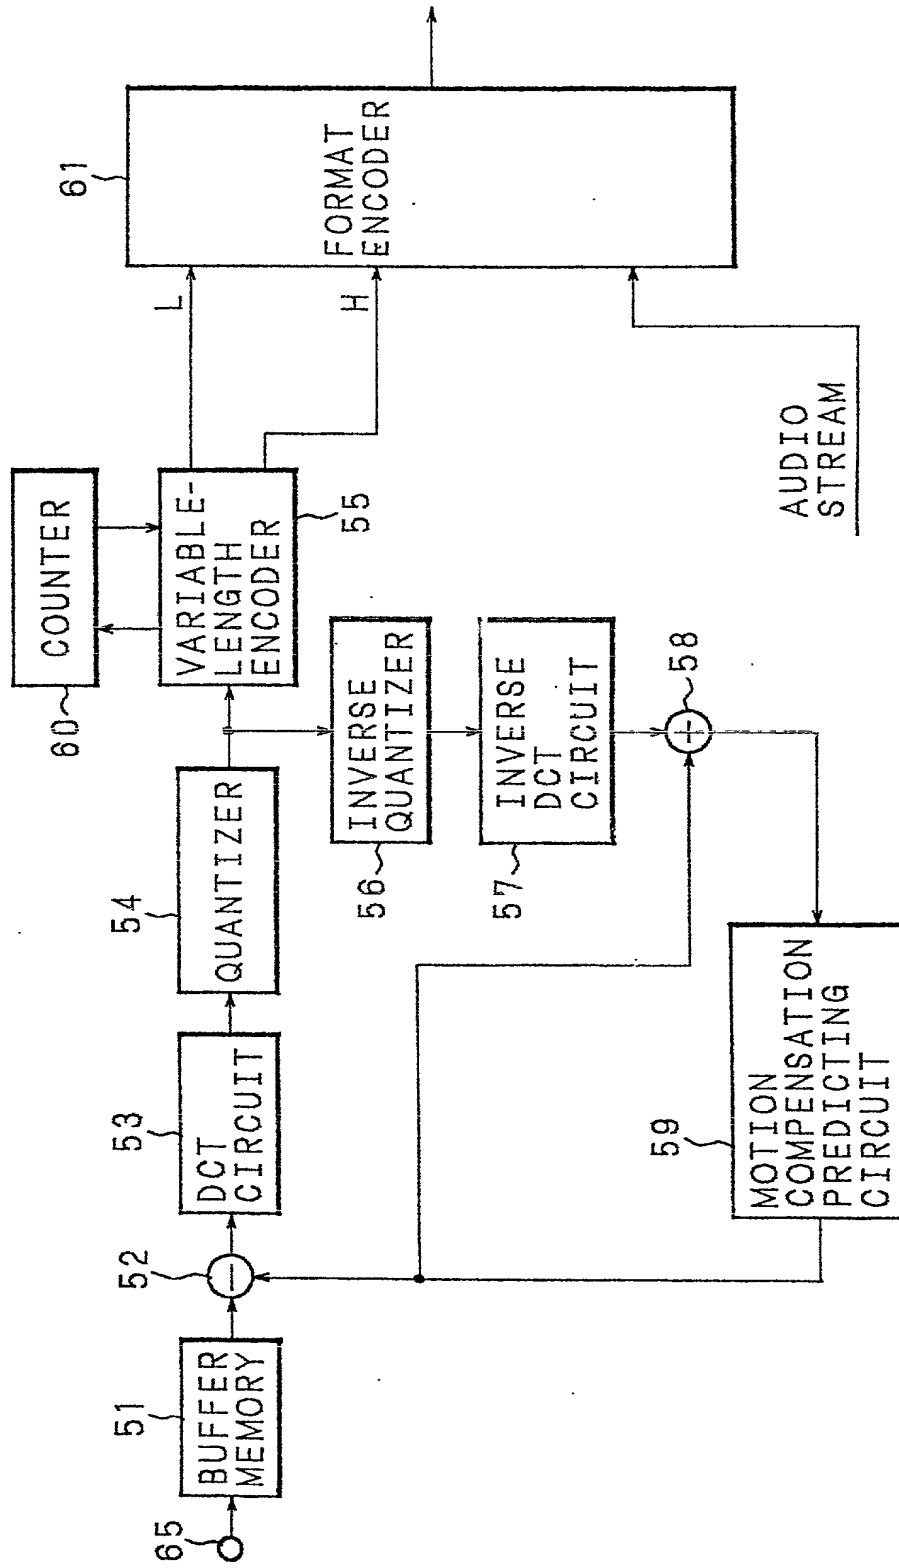 65
51
BUFFER
MEMORY
52
53
DCT
CIRCUIT
54
QUANTIZER
60
COUNTER
VARIABLE-
LENGTH
ENCODER
55
L
H
61
FORMAT
ENCODER
56
INVERSE
QUANTIZER
57
INVERSE
DCT
CIRCUIT
58
59
MOTION
COMPENSATION
PREDICTING
CIRCUIT
AUDIO
STREAM